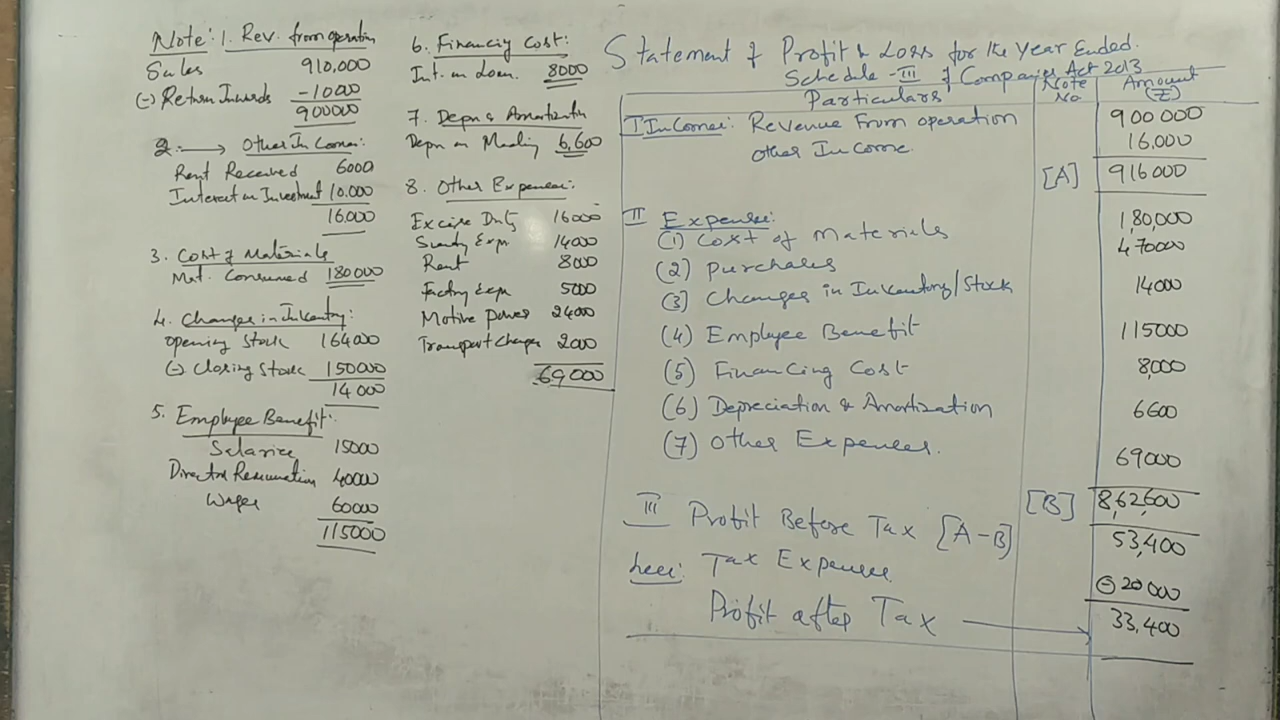 Note: 1. Rev. from operation
Sales 910,000
(-) Return Inwards -10000
900000
2. → Other Income:
Rent Received 6000
Interest on Investment 10.000
16.000
3. Cost of Materials
Mat. Consumed 180000
4. Changes in Inventory:
Opening Stock 164000
(-) Closing Stock 150000
14000
5. Employee Benefit:
Salaries 15000
Director Remuneration 40000
Wages 60000
115000
6. Financing Cost:
Int. on Loan. 8000
7. Depn & Amortization
Depn on Machinery 6,600
8. Other Expenses:
Excise Duty 16000
Sundry Exp 14000
Rent 8000
Factory Exp 5000
Motive power 24000
Transport Charges 2000
69000
Statement of Profit & Loss for the Year Ended.
Schedule-III of Companies Act 2013
Particulars Note No Amount (₹)
I Income: Revenue From operation 900000
other Income. 16,000
[A] 916000
II Expense:
(1) Cost of Materials 1,80,000
(2) Purchases 470000
(3) Changes in Inventory/Stock 14000
(4) Employee Benefit 115000
(5) Financing Cost 8,000
(6) Depreciation & Amortization 6600
(7) Other Expenses. 69000
[B] 8,62,600
III Profit Before Tax [A-B] 53,400
Less: Tax Expense (-) 20000
Profit after Tax → 33,400